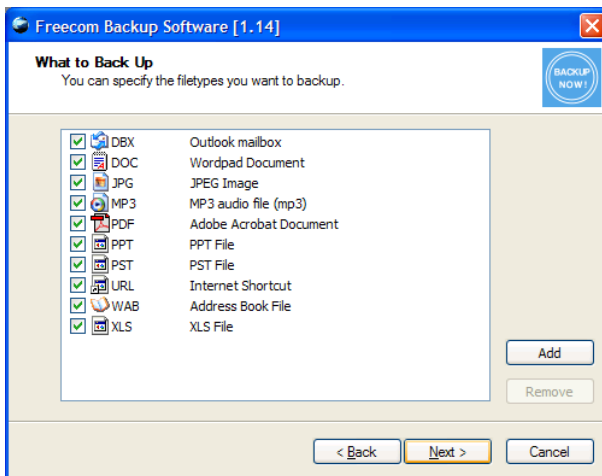 Freecom Backup Software [1.14]
What to Back Up
You can specify the filetypes you want to backup.
BACKUP
NOW!
DBX Outlook mailbox
DOC Wordpad Document
JPG JPEG Image
MP3 MP3 audio file (mp3)
PDF Adobe Acrobat Document
PPT PPT File
PST PST File
URL Internet Shortcut
WAB Address Book File
XLS XLS File
Add
Remove
< Back Next > Cancel